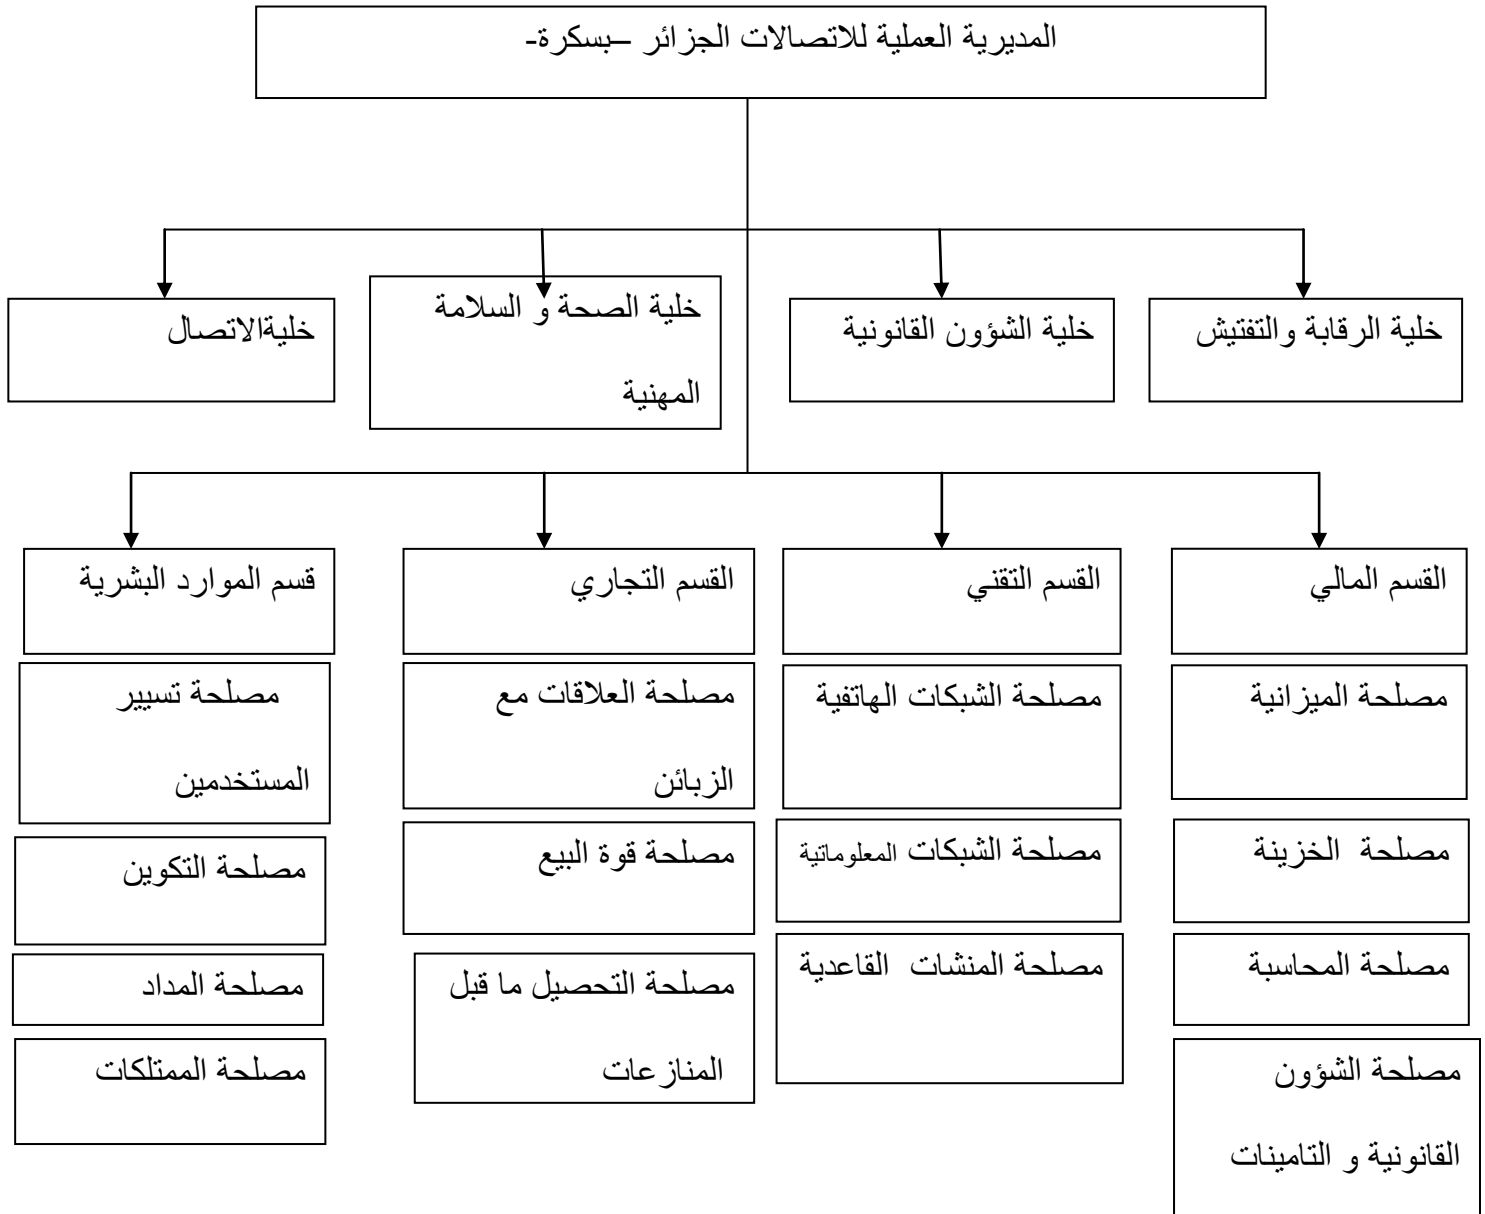 المديرية العملية للاتصالات الجزائر –بسكرة-
خلية الرقابة والتفتيش
خلية الشؤون القانونية
خلية الصحة و السلامة
المهنية
خليةالاتصال
القسم المالي
القسم التقني
القسم التجاري
قسم الموارد البشرية
مصلحة الميزانية
مصلحة الشبكات الهاتفية
مصلحة العلاقات مع
الزبائن
مصلحة تسيير
المستخدمين
مصلحة الخزينة
مصلحة الشبكات المعلوماتية
مصلحة قوة البيع
مصلحة التكوين
مصلحة المحاسبة
مصلحة المنشات القاعدية
مصلحة التحصيل ما قبل
المنازعات
مصلحة المداد
مصلحة الشؤون
القانونية و التامينات
مصلحة الممتلكات